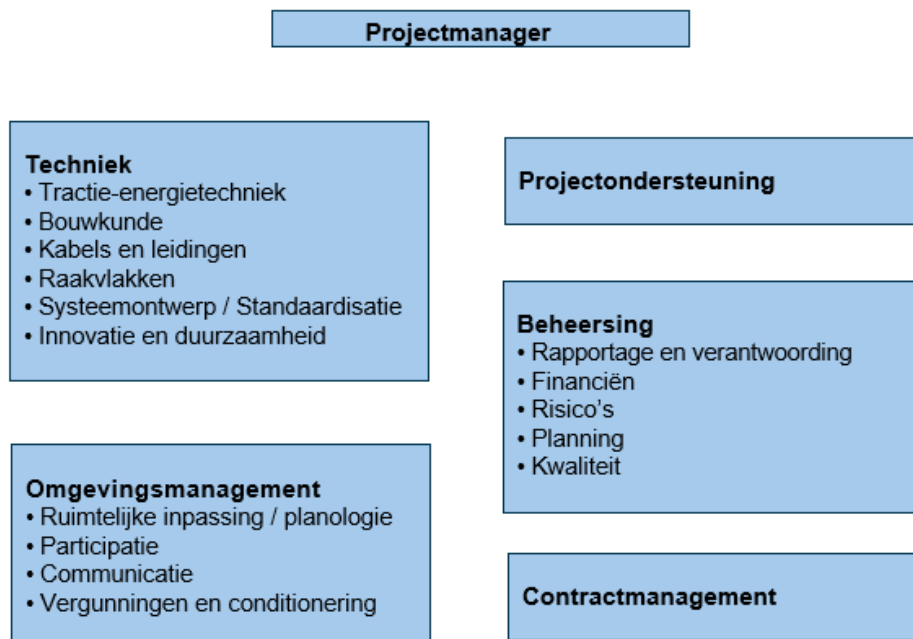 Projectmanager
Techniek
• Tractie-energietechniek
• Bouwkunde
• Kabels en leidingen
• Raakvlakken
• Systeemontwerp / Standaardisatie
• Innovatie en duurzaamheid
Omgevingsmanagement
• Ruimtelijke inpassing / planologie
• Participatie
• Communicatie
• Vergunningen en conditionering
Projectondersteuning
Beheersing
• Rapportage en verantwoording
• Financiën
• Risico’s
• Planning
• Kwaliteit
Contractmanagement